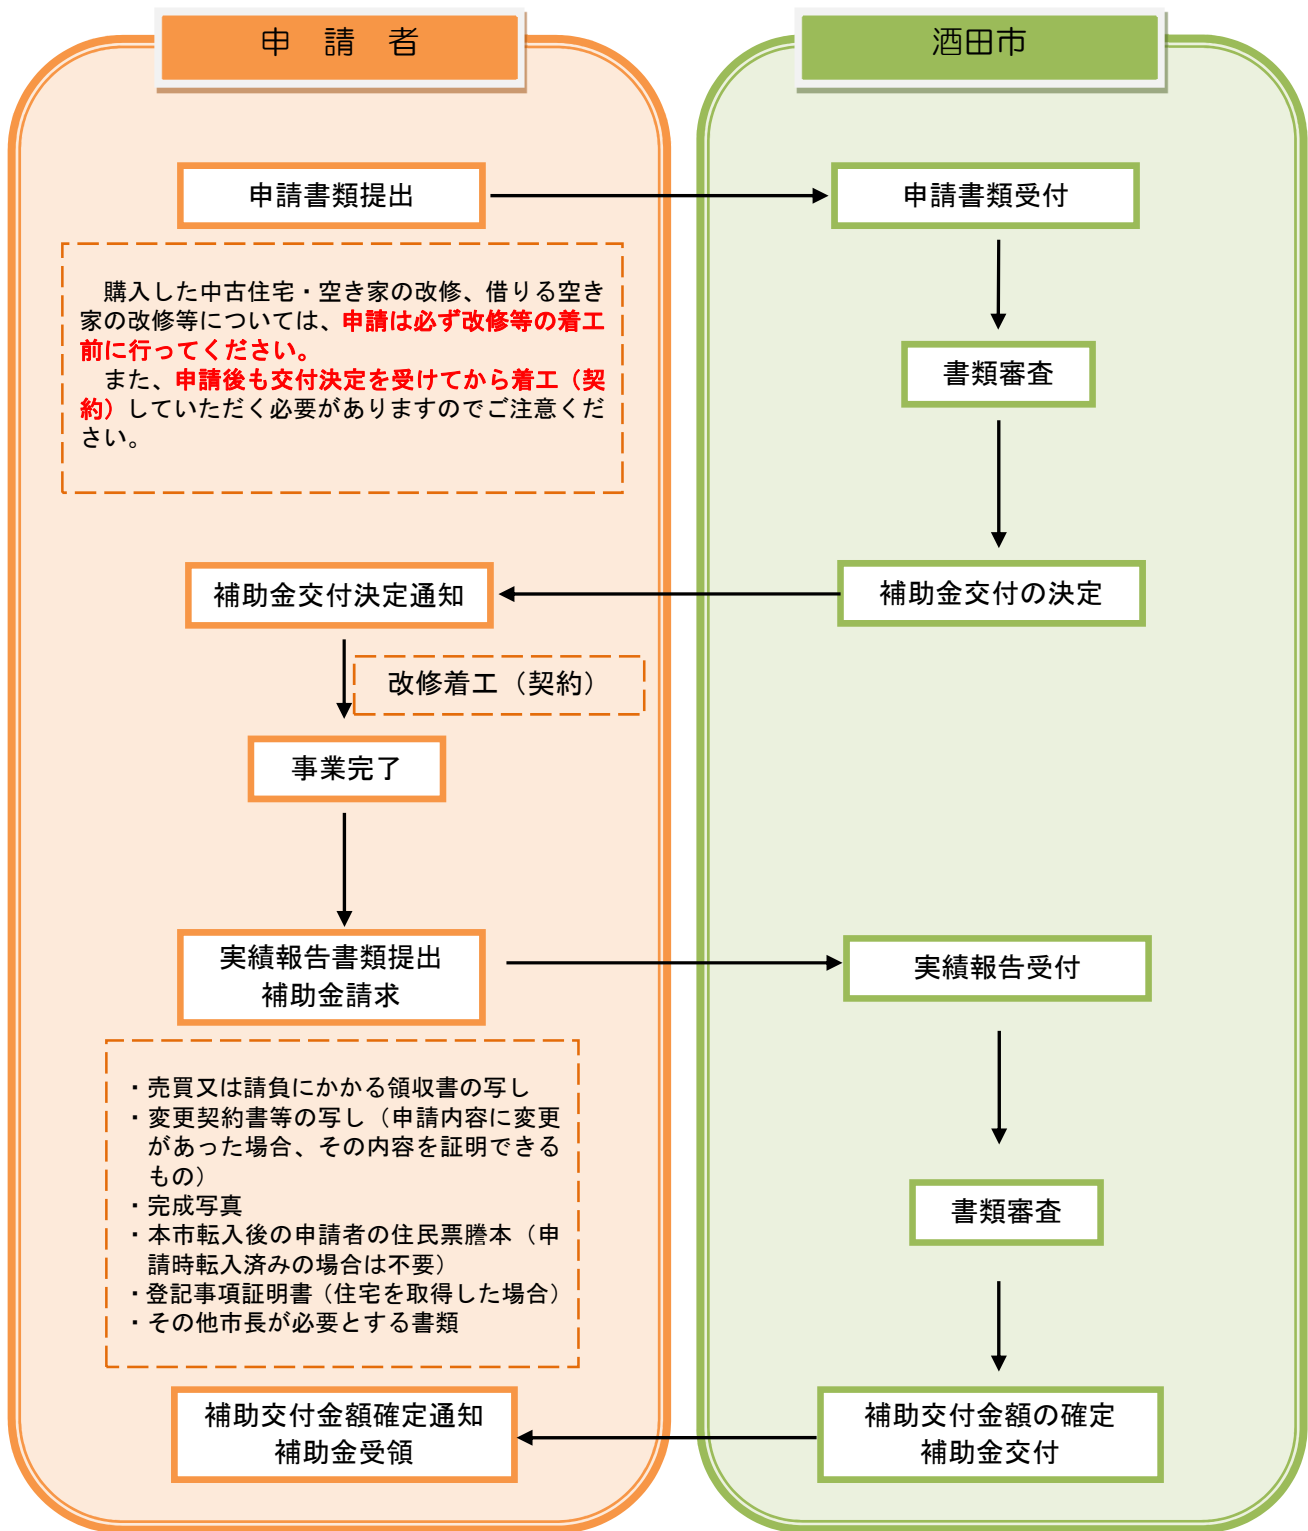 申　請　者
酒田市
申請書類提出
申請書類受付
　購入した中古住宅・空き家の改修、借りる空き
家の改修等については、申請は必ず改修等の着工
前に行ってください。
　また、申請後も交付決定を受けてから着工（契
約）していただく必要がありますのでご注意くだ
さい。
書類審査
補助金交付決定通知
補助金交付の決定
改修着工（契約）
事業完了
実績報告書類提出
補助金請求
実績報告受付
・売買又は請負にかかる領収書の写し
・変更契約書等の写し（申請内容に変更
があった場合、その内容を証明できる
もの）
・完成写真
・本市転入後の申請者の住民票謄本（申
請時転入済みの場合は不要）
・登記事項証明書（住宅を取得した場合）
・その他市長が必要とする書類
書類審査
補助交付金額確定通知
補助金受領
補助交付金額の確定
補助金交付